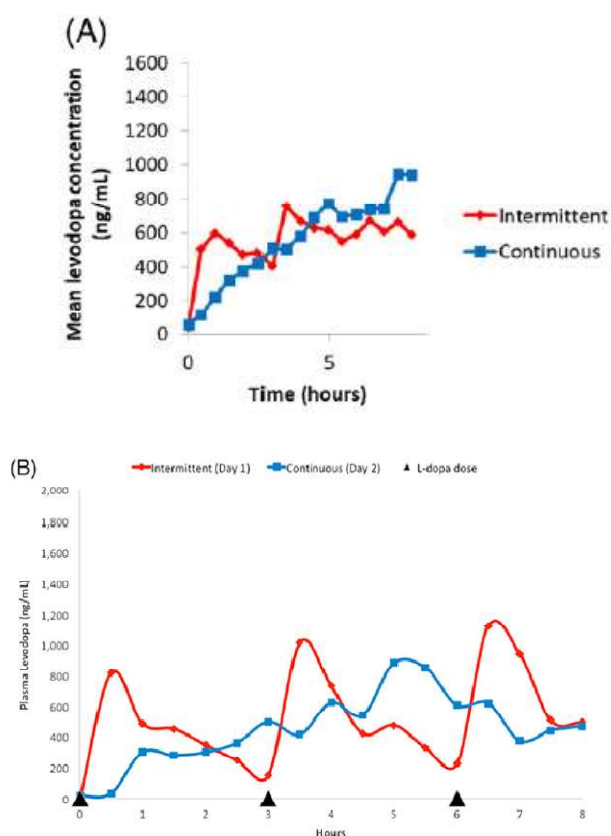 (A)
1600
1400
1200
1000
800
600
400
200
0
Mean levodopa concentration
(ng/mL)
0
5
Time (hours)
Intermittent
Continuous
(B)
Intermittent (Day 1) Continuous (Day 2) L-dopa dose
2,000
1,800
1,600
1,400
1,200
1,000
800
600
400
200
0
Plasma Levodopa (ng/mL)
0 1 2 3 4 5 6 7 8
Hours